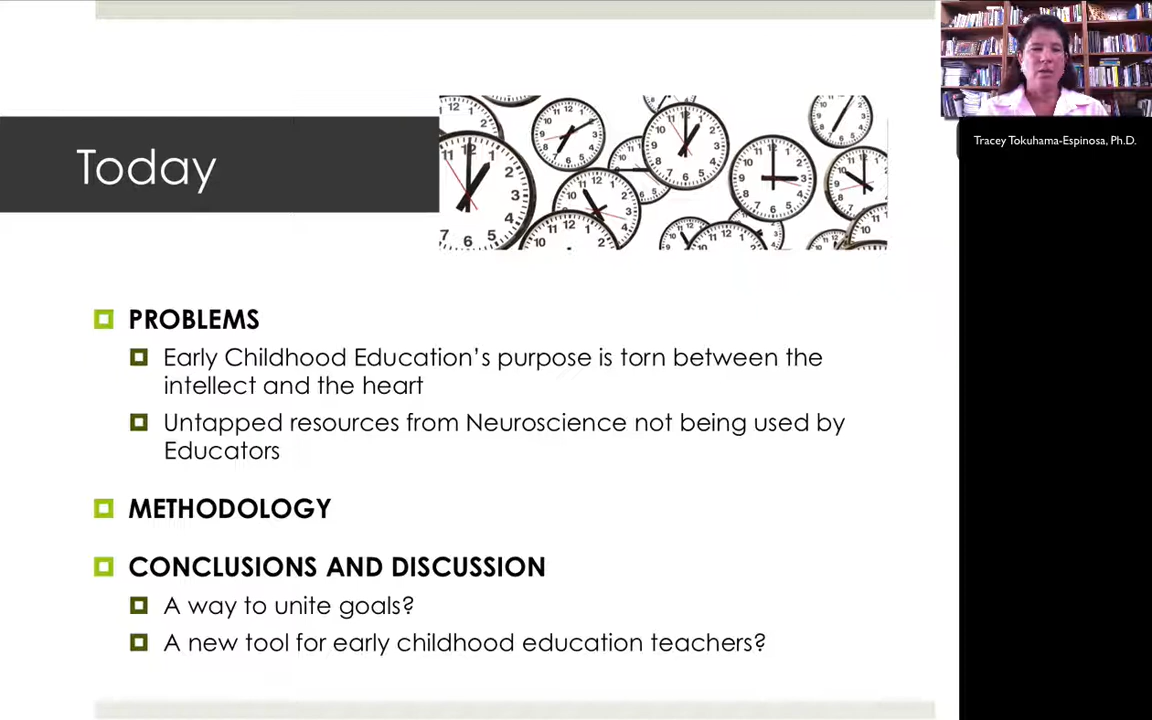 Today
Tracey Tokuhama-Espinosa, Ph.D.
PROBLEMS
Early Childhood Education's purpose is torn between the
intellect and the heart
Untapped resources from Neuroscience not being used by
Educators
METHODOLOGY
CONCLUSIONS AND DISCUSSION
A way to unite goals?
A new tool for early childhood education teachers?